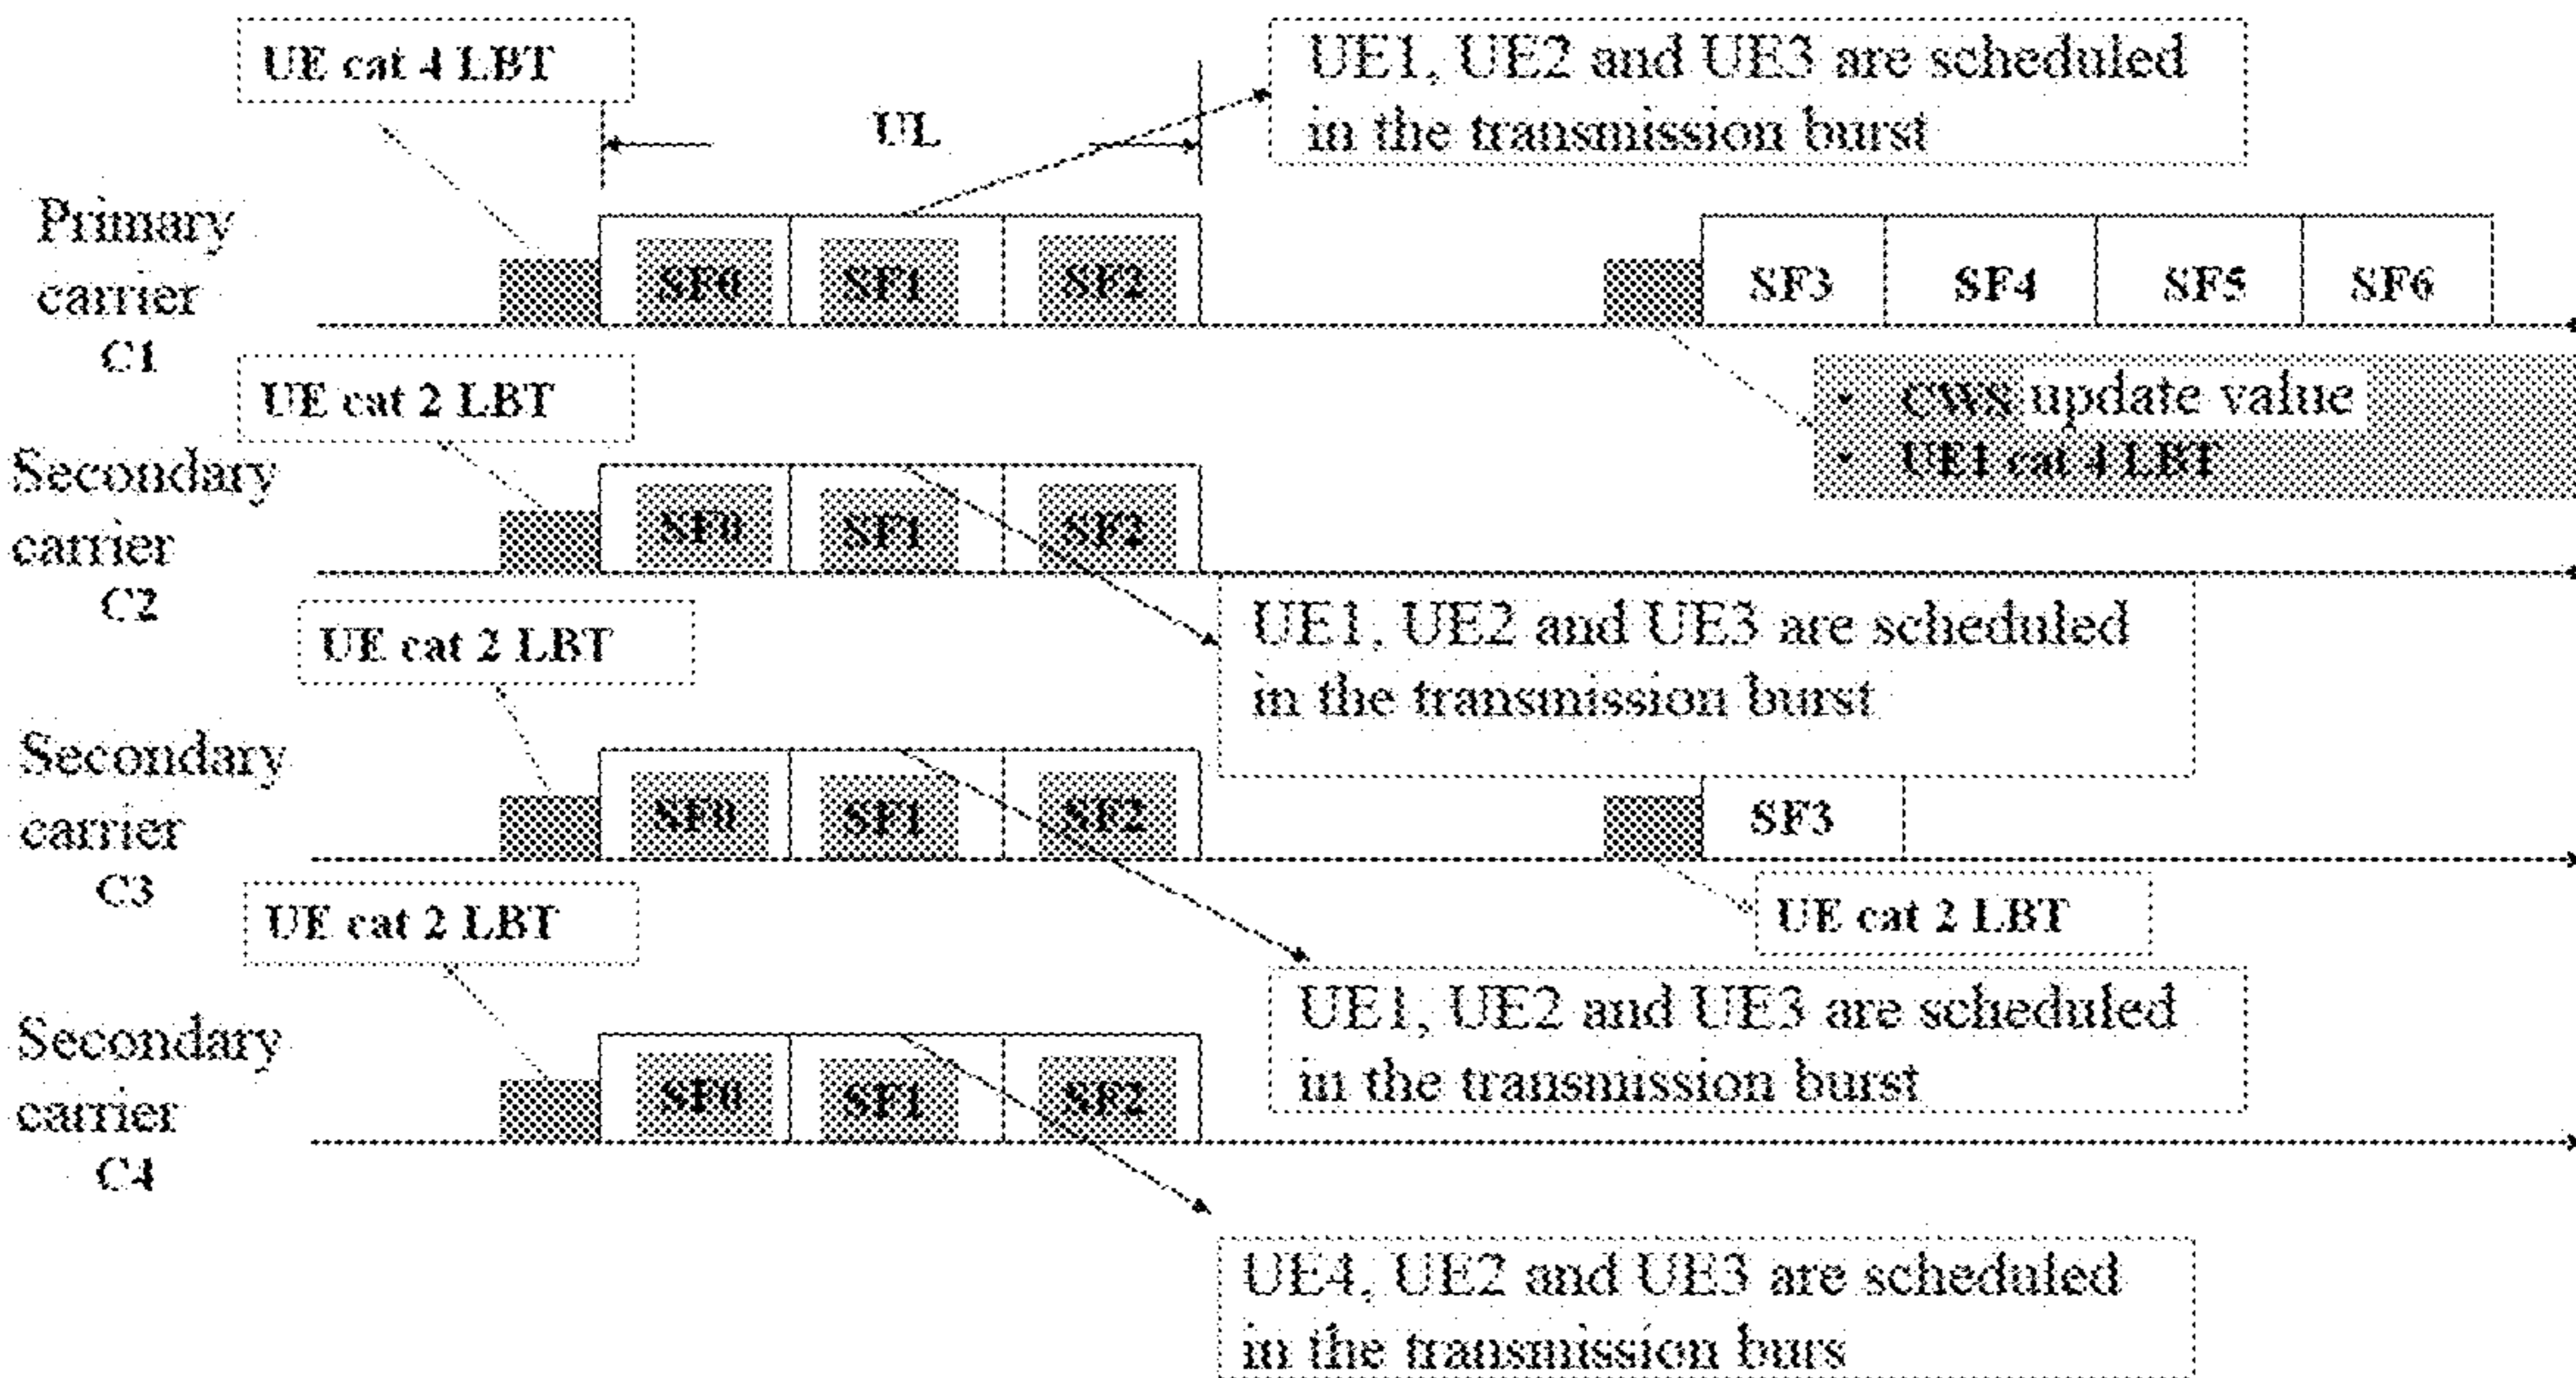 UE cat 4 LBT
UE1, UE2 and UE3 are scheduled
in the transmission burst
UL
Primary
carrier
C1
SF0 SF1 SF2 SF3 SF4 SF5 SF6
UE cat 2 LBT
• CWS update value
• UE1 cat 4 LBT
Secondary
carrier
C2
SF0 SF1 SF2
UE cat 2 LBT
UE1, UE2 and UE3 are scheduled
in the transmission burst
Secondary
carrier
C3
SF0 SF1 SF2 SF3
UE cat 2 LBT
UE cat 2 LBT
UE1, UE2 and UE3 are scheduled
in the transmission burst
Secondary
carrier
C4
SF0 SF1 SF2
UE4, UE2 and UE3 are scheduled
in the transmission burs